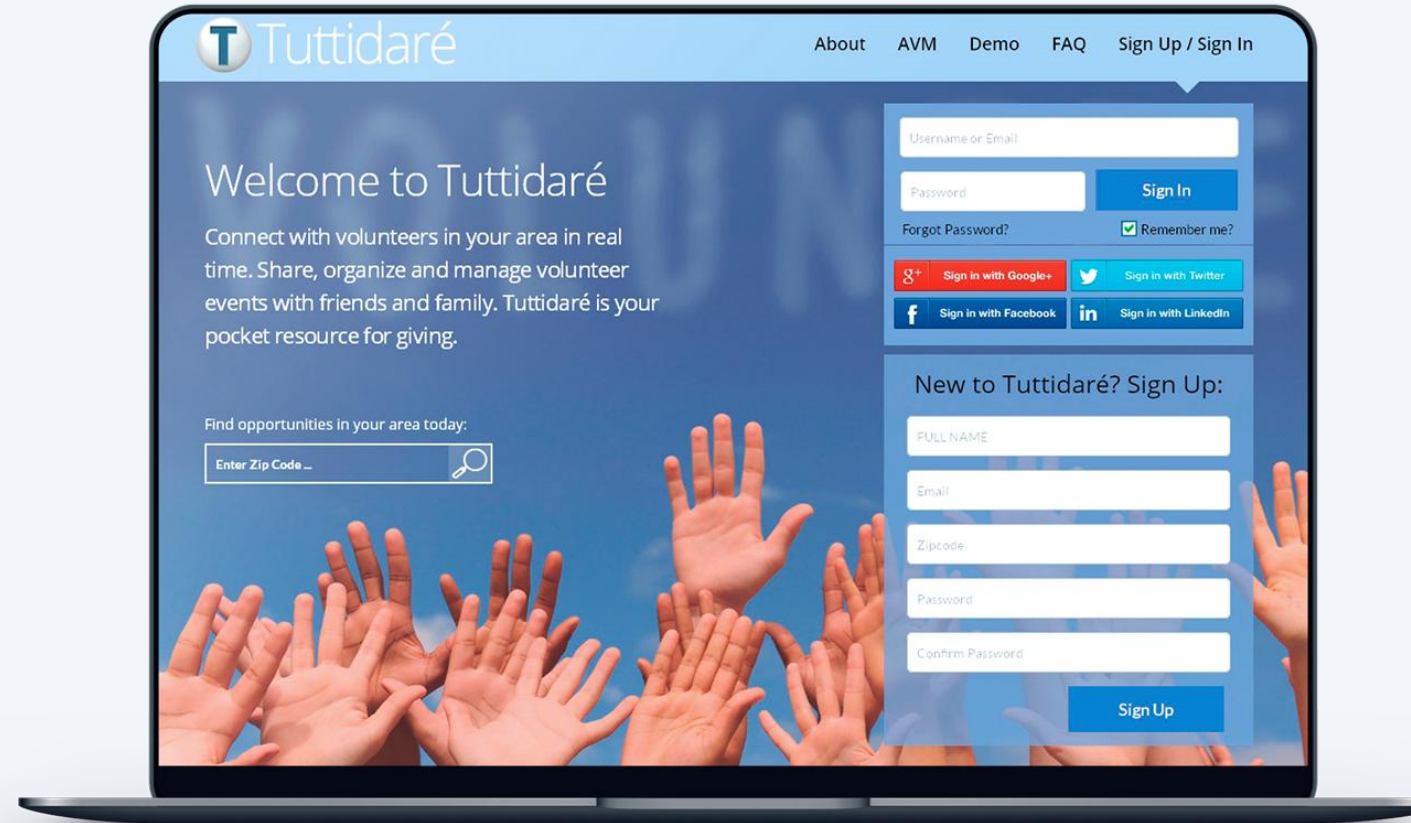 T Tuttidaré
About AVM Demo FAQ Sign Up / Sign In
VOLUN E
Welcome to Tuttidaré
Connect with volunteers in your area in real
time. Share, organize and manage volunteer
events with friends and family. Tuttidaré is your
pocket resource for giving.
Find opportunities in your area today:
Enter Zip Code ...
Username or Email
Password
Sign In
Forgot Password?
Remember me?
g+ Sign in with Google+
Sign in with Twitter
f Sign in with Facebook
in Sign in with LinkedIn
New to Tuttidaré? Sign Up:
FULL NAME
Email
Zipcode
Password
Confirm Password
Sign Up